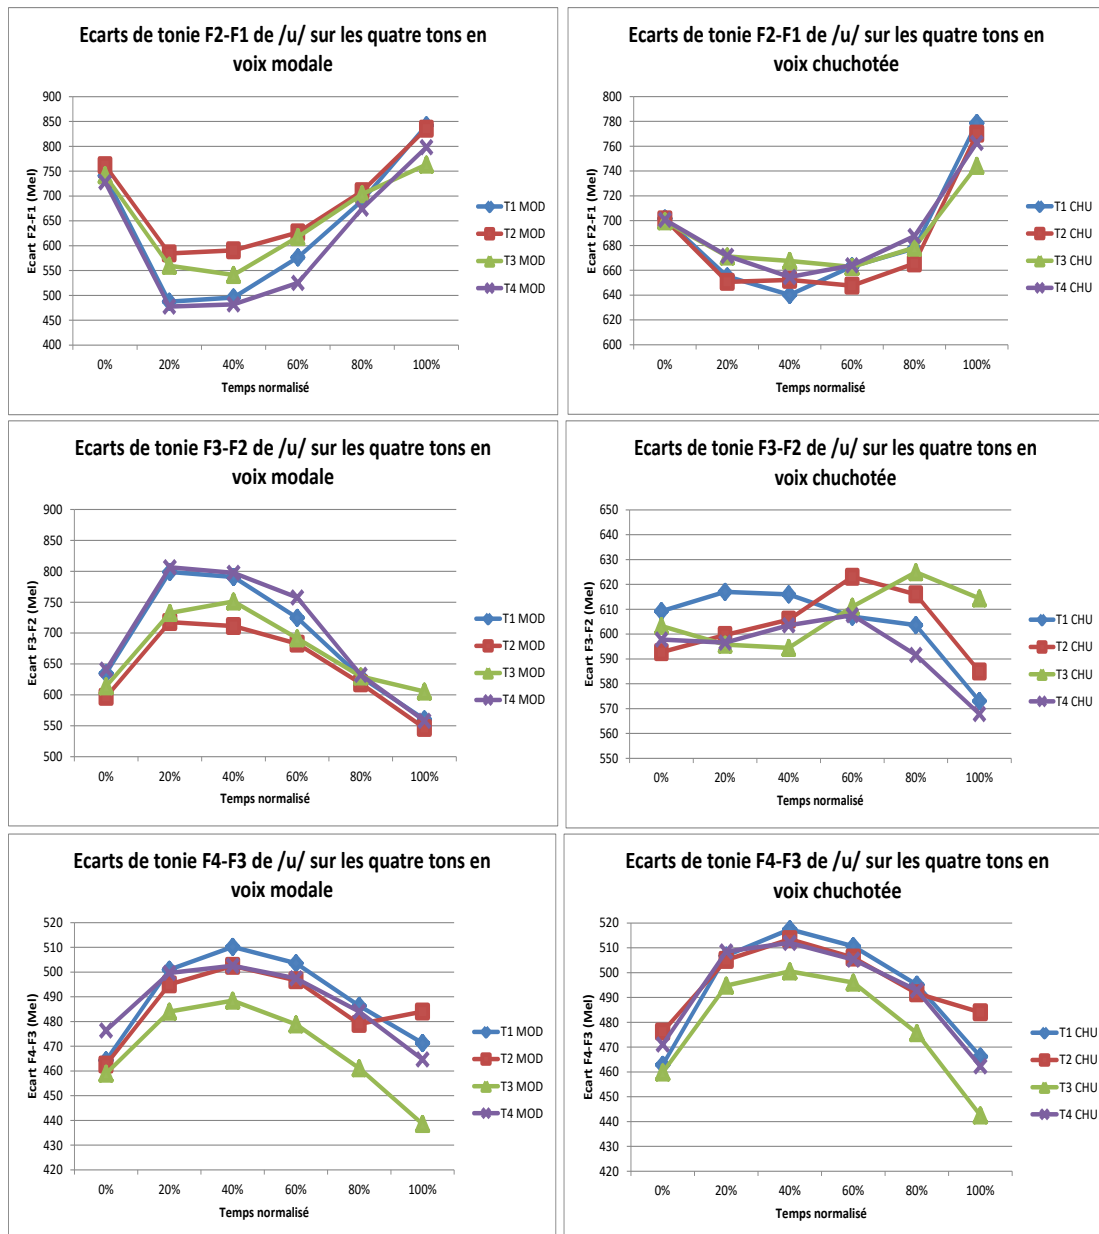 Ecarts de tonie F2-F1 de /u/ sur les quatre tons en
voix modale
Ecart F2-F1 (Mel)
900
850
800
750
700
650
600
550
500
450
400
0% 20% 40% 60% 80% 100%
Temps normalisé
T1 MOD
T2 MOD
T3 MOD
T4 MOD
Ecarts de tonie F2-F1 de /u/ sur les quatre tons en
voix chuchotée
Ecart F2-F1 (Mel)
800
780
760
740
720
700
680
660
640
620
600
0% 20% 40% 60% 80% 100%
Temps normalisé
T1 CHU
T2 CHU
T3 CHU
T4 CHU
Ecarts de tonie F3-F2 de /u/ sur les quatre tons en
voix modale
Ecart F3-F2 (Mel)
900
850
800
750
700
650
600
550
500
0% 20% 40% 60% 80% 100%
Temps normalisé
T1 MOD
T2 MOD
T3 MOD
T4 MOD
Ecarts de tonie F3-F2 de /u/ sur les quatre tons en
voix chuchotée
Ecart F3-F2 (Mel)
650
640
630
620
610
600
590
580
570
560
550
0% 20% 40% 60% 80% 100%
Temps normalisé
T1 CHU
T2 CHU
T3 CHU
T4 CHU
Ecarts de tonie F4-F3 de /u/ sur les quatre tons en
voix modale
Ecart F4-F3 (Mel)
520
510
500
490
480
470
460
450
440
430
420
0% 20% 40% 60% 80% 100%
Temps normalisé
T1 MOD
T2 MOD
T3 MOD
T4 MOD
Ecarts de tonie F4-F3 de /u/ sur les quatre tons en
voix chuchotée
Ecart F4-F3 (Mel)
520
510
500
490
480
470
460
450
440
430
420
0% 20% 40% 60% 80% 100%
Temps normalisé
T1 CHU
T2 CHU
T3 CHU
T4 CHU